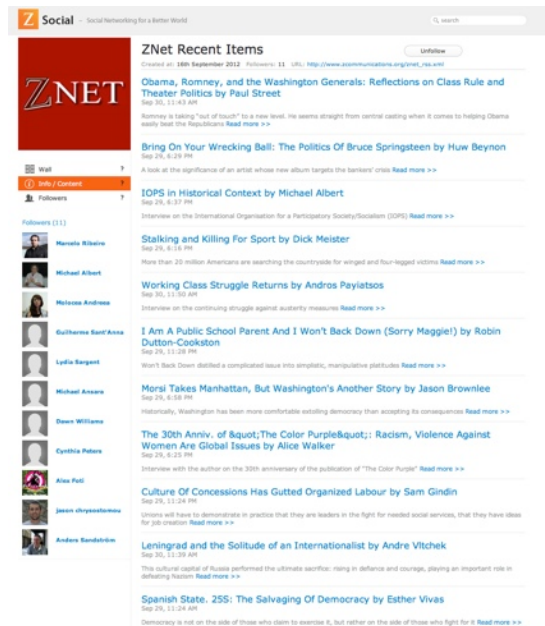 Z Social - Social Networking for a Better World
search
ZNET
ZNet Recent Items
Unfollow
Created at: 16th September 2012 Followers: 11 URL: http://www.zcommunications.org/znet_rss.xml
Obama, Romney, and the Washington Generals: Reflections on Class Rule and
Theater Politics by Paul Street
Sep 30, 11:43 AM
Romney is taking "out of touch" to a new level. He seems straight from central casting when it comes to helping Obama
easily beat the Republicans Read more >>
Bring On Your Wrecking Ball: The Politics Of Bruce Springsteen by Huw Beynon
Sep 29, 6:29 PM
A look at the significance of an artist whose new album targets the bankers' crisis Read more >>
IOPS in Historical Context by Michael Albert
Sep 29, 6:37 PM
Interview on the International Organisation for a Participatory Society/Socialism (IOPS) Read more >>
Stalking and Killing For Sport by Dick Meister
Sep 29, 6:16 PM
More than 20 million Americans are searching the countryside for winged and four-legged victims Read more >>
Working Class Struggle Returns by Andros Payiatsos
Sep 30, 11:50 AM
Interview on the continuing struggle against austerity measures Read more >>
I Am A Public School Parent And I Won't Back Down (Sorry Maggie!) by Robin
Dutton-Cookston
Sep 29, 11:28 PM
Won't Back Down distilled a complicated issue into simplistic, manipulative platitudes Read more >>
Morsi Takes Manhattan, But Washington's Another Story by Jason Brownlee
Sep 29, 6:58 PM
Historically, Washington has been more comfortable extolling democracy than accepting its consequences Read more >>
The 30th Anniv. of &quot;The Color Purple&quot;: Racism, Violence Against
Women Are Global Issues by Alice Walker
Sep 29, 6:25 PM
Interview with the author on the 30th anniversary of the publication of "The Color Purple" Read more >>
Culture Of Concessions Has Gutted Organized Labour by Sam Gindin
Sep 29, 11:24 PM
Unions will have to demonstrate in practice that they are leaders in the fight for needed social services, that they have ideas
for job creation Read more >>
Leningrad and the Solitude of an Internationalist by Andre Vltchek
Sep 30, 11:39 AM
This cultural capital of Russia performed the ultimate sacrifice: rising in defiance and courage, playing an important role in
defeating Nazism Read more >>
Spanish State. 25S: The Salvaging Of Democracy by Esther Vivas
Sep 29, 11:24 AM
Democracy is not on the side of those who claim to exercise it, but rather on the side of those who fight for it Read more >>
Wall ?
Info / Content ?
Followers ?
Followers (11)
Marcelo Ribeiro
Michael Albert
Molocea Andreea
Guilherme Sant'Anna
Lydia Sargent
Michael Ansara
Dawn Williams
Cynthia Peters
Alex Poli
jason chrysostomou
Anders Sandström